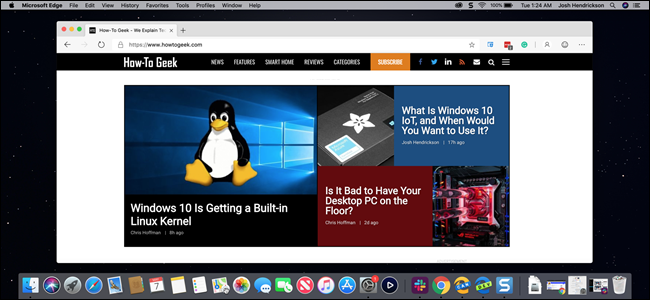 Microsoft Edge File Edit View History Favorites Tools Profiles Window Help 100% Tue 1:24 AM Josh Hendrickson
How-To Geek - We Explain Te
https://www.howtogeek.com
How-To Geek NEWS FEATURES SMART HOME REVIEWS CATEGORIES SUBSCRIBE
What Is Windows 10
IoT, and When Would
You Want to Use It?
Josh Hendrickson | 17h ago
Is It Bad to Have Your
Desktop PC on the
Floor?
Chris Hoffman | 2d ago
Windows 10 Is Getting a Built-in
Linux Kernel
Chris Hoffman | 8h ago
7